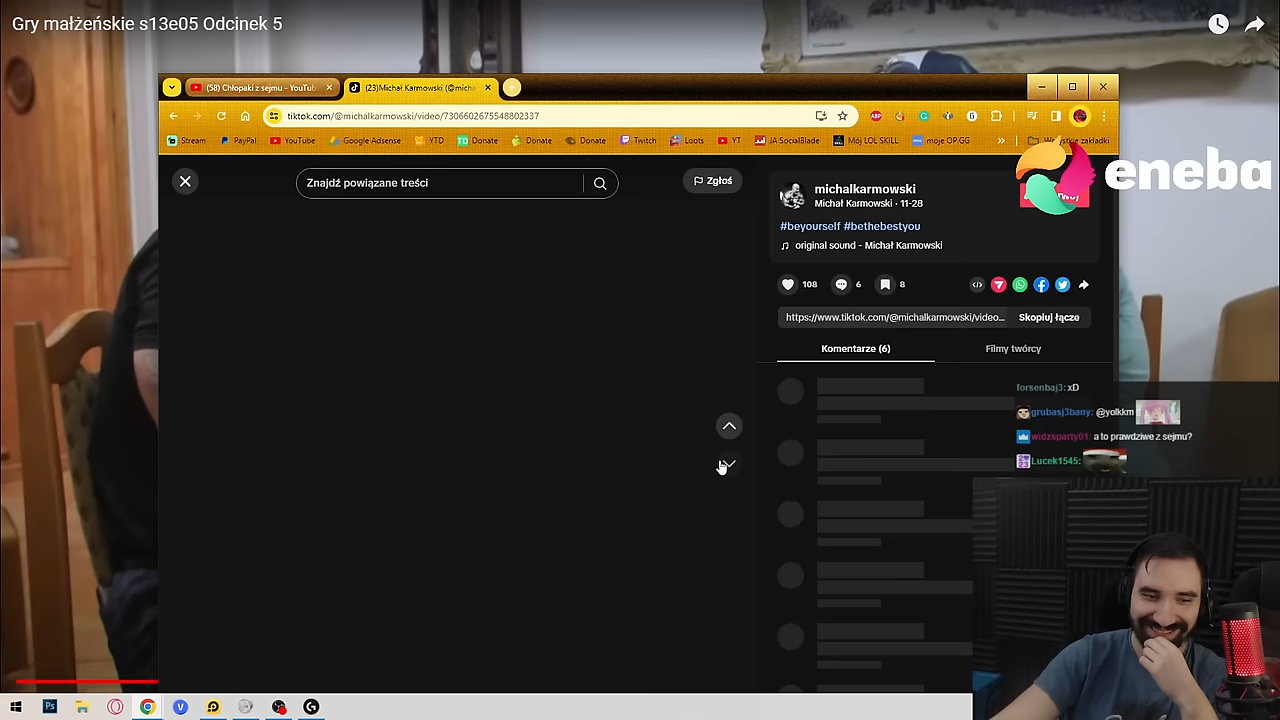 Gry małżeńskie s13e05 Odcinek 5
(58) Chłopaki z sejmu - YouTub
(23)Michał Karmowski (@micha
tiktok.com/@michalkarmowski/video/7306602675548802337
Stream
PayPal
YouTube
Google Adsense
YTD
Donate
Donate
Donate
Twitch
Loots
YT
JA SocialBlade
Mój LOL SKILL
moje OP.GG
zakładki
eneba
Znajdź powiązane treści
Zgłoś
michalkarmowski
Michał Karmowski · 11-28
#beyourself #bethebestyou
original sound - Michał Karmowski
108
6
8
https://www.tiktok.com/@michalkarmowski/video...
Skopiuj łącze
Komentarze (6)
Filmy twórcy
forsenbaj3: xD
grubasj3bany: @yolkkm
widzsparty01: a to prawdziwe z sejmu?
Lucek1545:
Ps